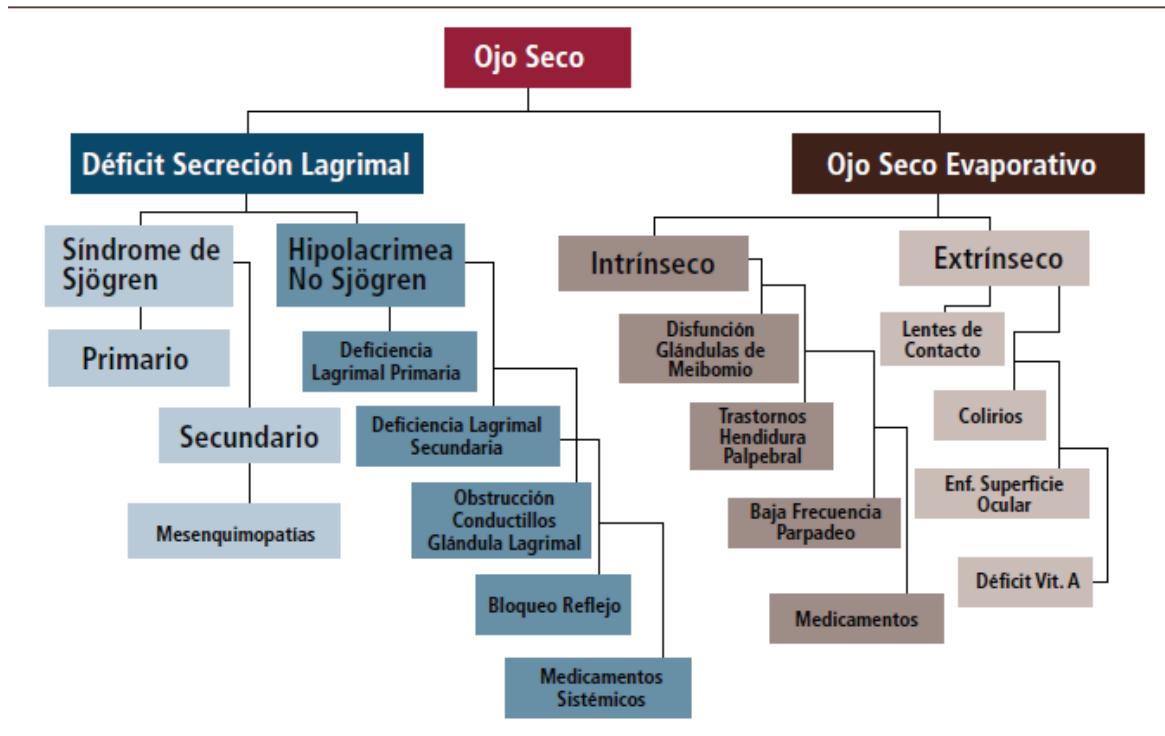 Ojo Seco
Déficit Secreción Lagrimal
Ojo Seco Evaporativo
Síndrome de
Sjögren
Hipolacrimea
No Sjögren
Intrínseco
Extrínseco
Primario
Deficiencia
Lagrimal Primaria
Disfunción
Glándulas de
Meibomio
Lentes de
Contacto
Secundario
Deficiencia Lagrimal
Secundaria
Trastornos
Hendidura
Palpebral
Colirios
Mesenquimopatías
Obstrucción
Conductillos
Glándula Lagrimal
Baja Frecuencia
Parpadeo
Enf. Superficie
Ocular
Bloqueo Reflejo
Medicamentos
Déficit Vit. A
Medicamentos
Sistémicos